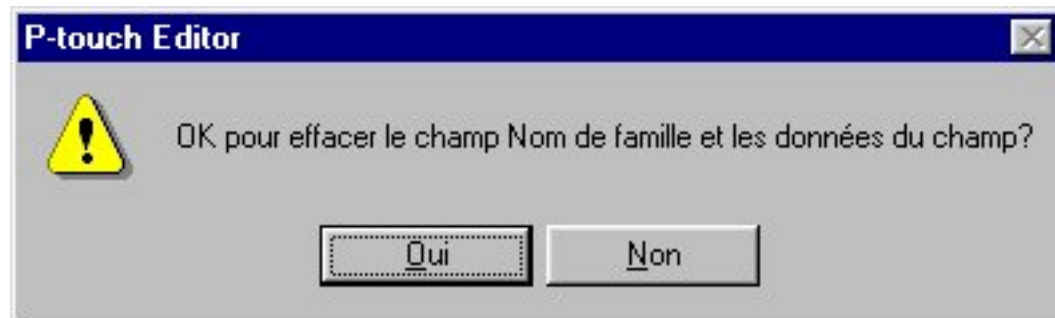 P-touch Editor
OK pour effacer le champ Nom de famille et les données du champ?
Oui
Non